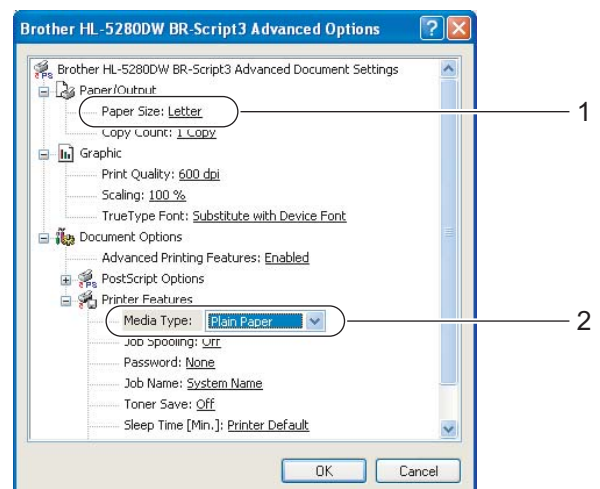 Brother HL-5280DW BR-Script3 Advanced Options
Brother HL-5280DW BR-Script3 Advanced Document Settings
Paper/Output
Paper Size: Letter
1
Copy Count: 1 Copy
Graphic
Print Quality: 600 dpi
Scaling: 100 %
TrueType Font: Substitute with Device Font
Document Options
Advanced Printing Features: Enabled
PostScript Options
Printer Features
Media Type: Plain Paper
2
Job Spooling: Off
Password: None
Job Name: System Name
Toner Save: Off
Sleep Time [Min.]: Printer Default
OK Cancel